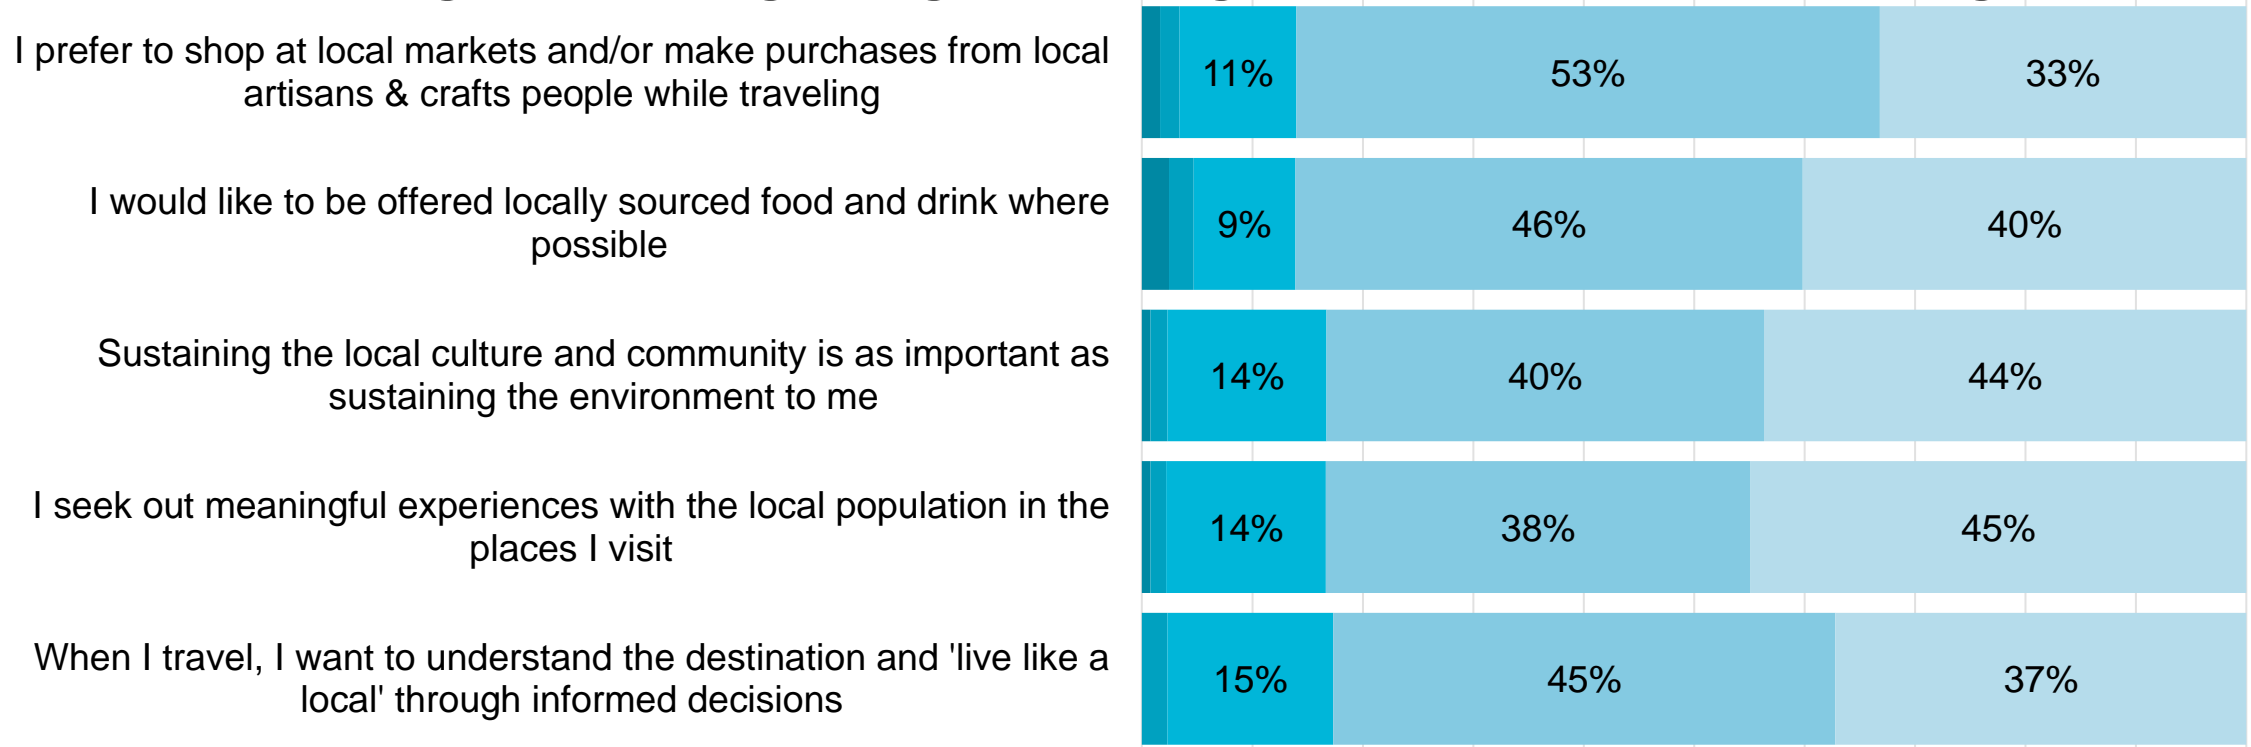 I prefer to shop at local markets and/or make purchases from local
artisans & crafts people while traveling
11% 53% 33%
I would like to be offered locally sourced food and drink where
possible
9% 46% 40%
Sustaining the local culture and community is as important as
sustaining the environment to me
14% 40% 44%
I seek out meaningful experiences with the local population in the
places I visit
14% 38% 45%
When I travel, I want to understand the destination and 'live like a
local' through informed decisions
15% 45% 37%